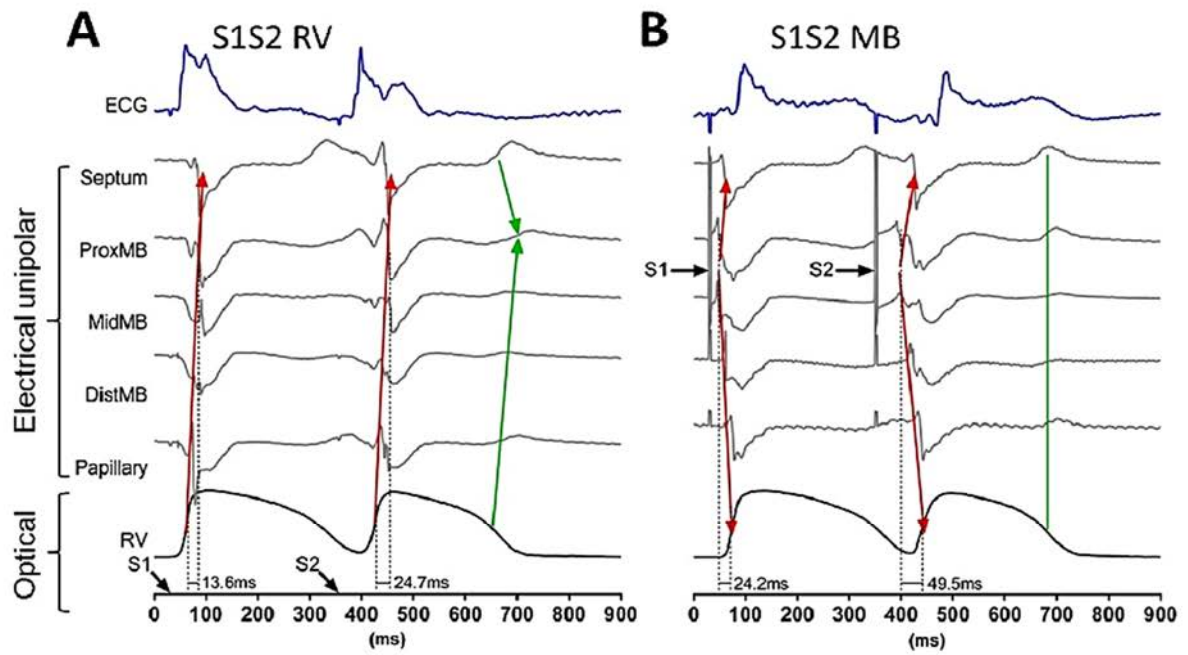 A
S1S2 RV
B
S1S2 MB
ECG
Electrical unipolar
Septum
ProxMB
MidMB
DistMB
Papillary
S1
S2
Optical
RV
S1
S2
13.6ms
24.7ms
24.2ms
49.5ms
0 100 200 300 400 500 600 700 800 900
(ms)
0 100 200 300 400 500 600 700 800 900
(ms)